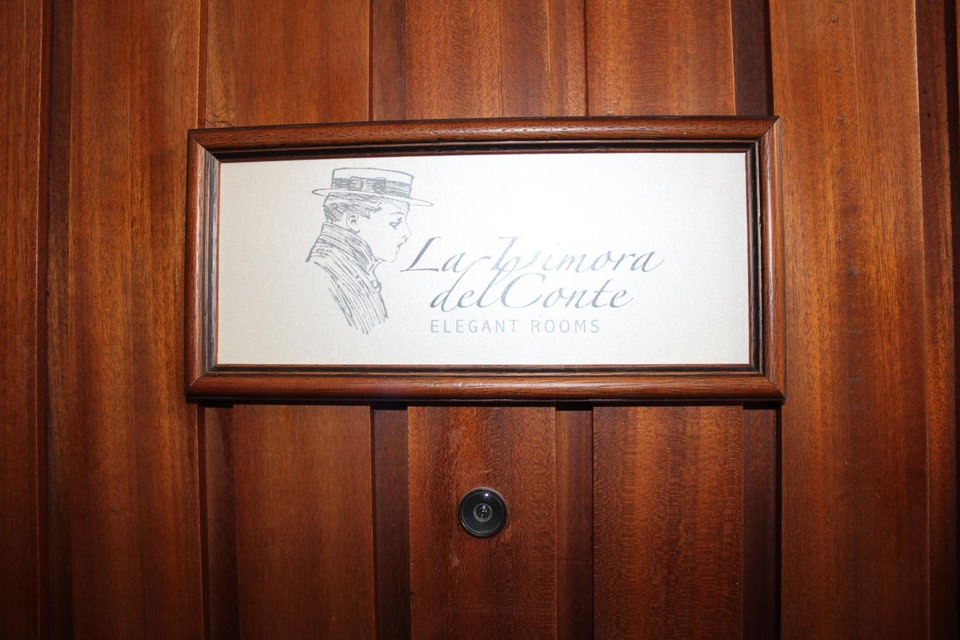 La Dimora
del Conte
ELEGANT ROOMS